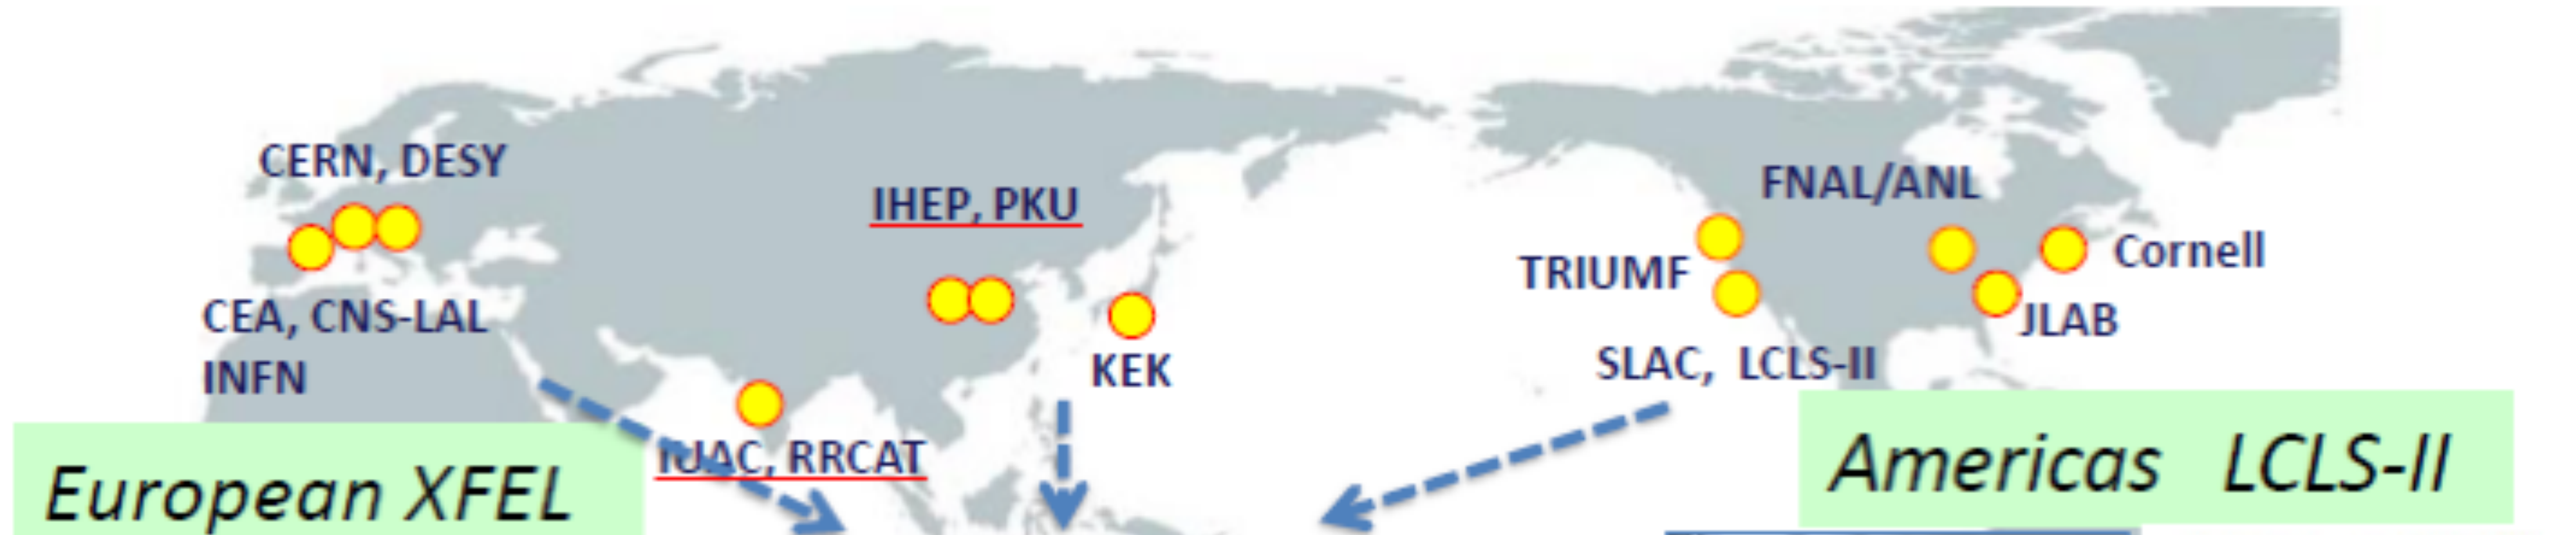 CERN, DESY
CEA, CNS-LAL
INFN
European XFEL
IHEP, PKU
IUAC, RRCAT
KEK
FNAL/ANL
TRIUMF
Cornell
JLAB
SLAC, LCLS-II
Americas LCLS-II